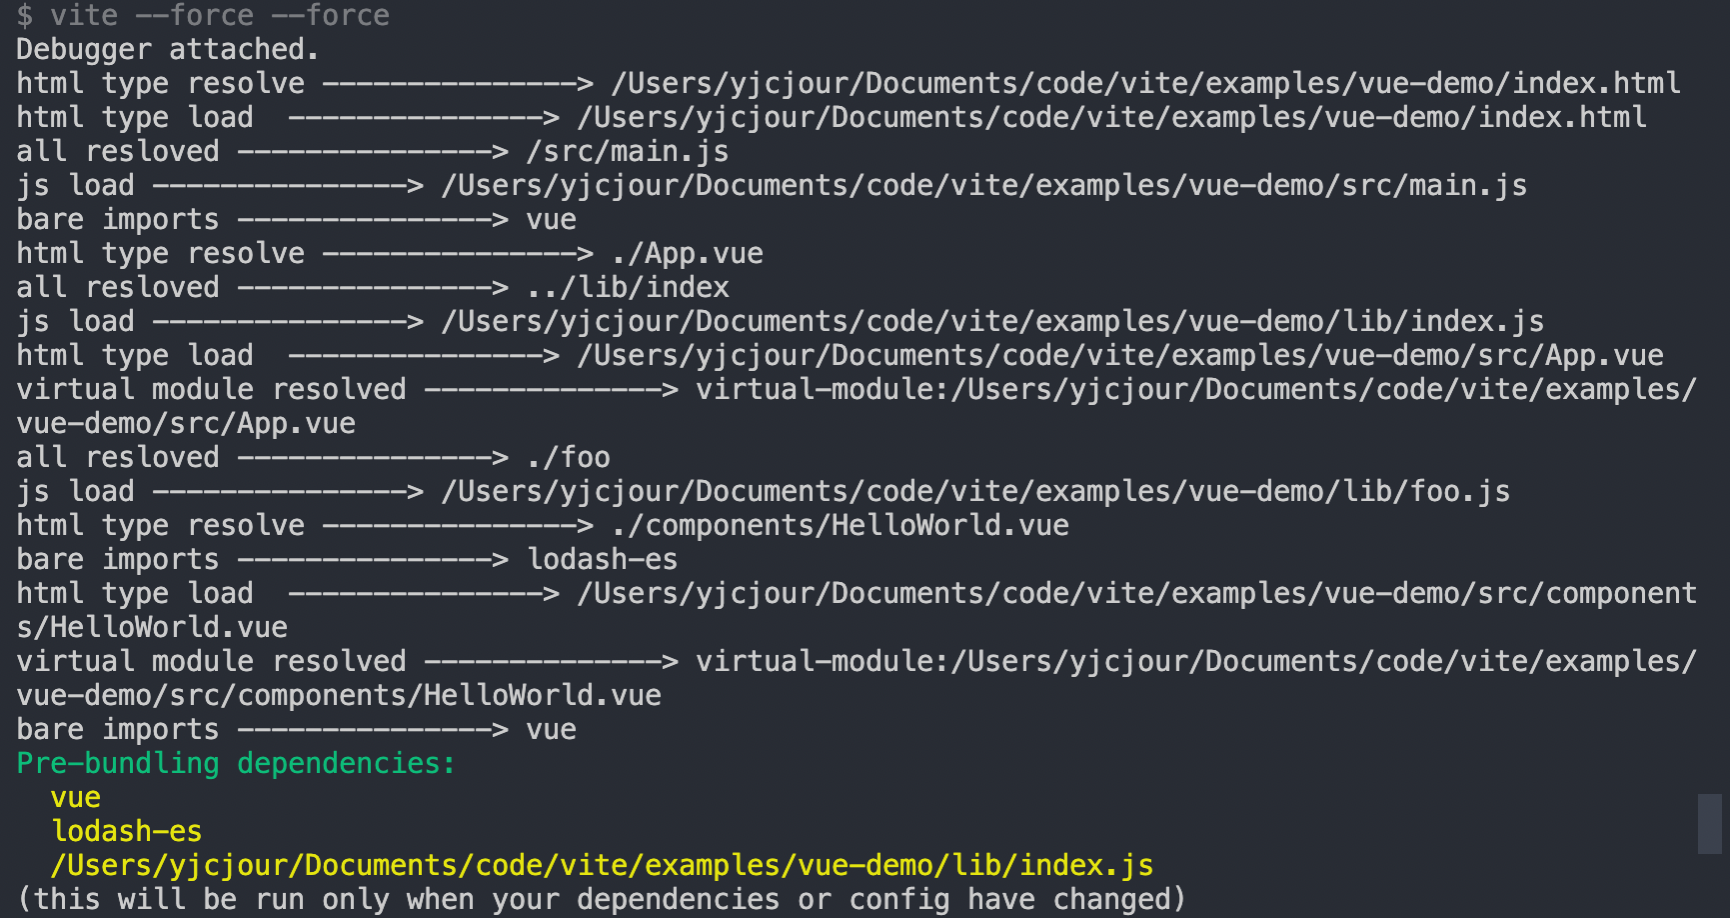 $ vite --force --force
Debugger attached.
html type resolve ---------------> /Users/yjcjour/Documents/code/vite/examples/vue-demo/index.html
html type load  ---------------> /Users/yjcjour/Documents/code/vite/examples/vue-demo/index.html
all resloved ---------------> /src/main.js
js load ---------------> /Users/yjcjour/Documents/code/vite/examples/vue-demo/src/main.js
bare imports ---------------> vue
html type resolve ---------------> ./App.vue
all resloved ---------------> ../lib/index
js load ---------------> /Users/yjcjour/Documents/code/vite/examples/vue-demo/lib/index.js
html type load  ---------------> /Users/yjcjour/Documents/code/vite/examples/vue-demo/src/App.vue
virtual module resolved --------------> virtual-module:/Users/yjcjour/Documents/code/vite/examples/
vue-demo/src/App.vue
all resloved ---------------> ./foo
js load ---------------> /Users/yjcjour/Documents/code/vite/examples/vue-demo/lib/foo.js
html type resolve ---------------> ./components/HelloWorld.vue
bare imports ---------------> lodash-es
html type load  ---------------> /Users/yjcjour/Documents/code/vite/examples/vue-demo/src/component
s/HelloWorld.vue
virtual module resolved --------------> virtual-module:/Users/yjcjour/Documents/code/vite/examples/
vue-demo/src/components/HelloWorld.vue
bare imports ---------------> vue
Pre-bundling dependencies:
  vue
  lodash-es
  /Users/yjcjour/Documents/code/vite/examples/vue-demo/lib/index.js
(this will be run only when your dependencies or config have changed)